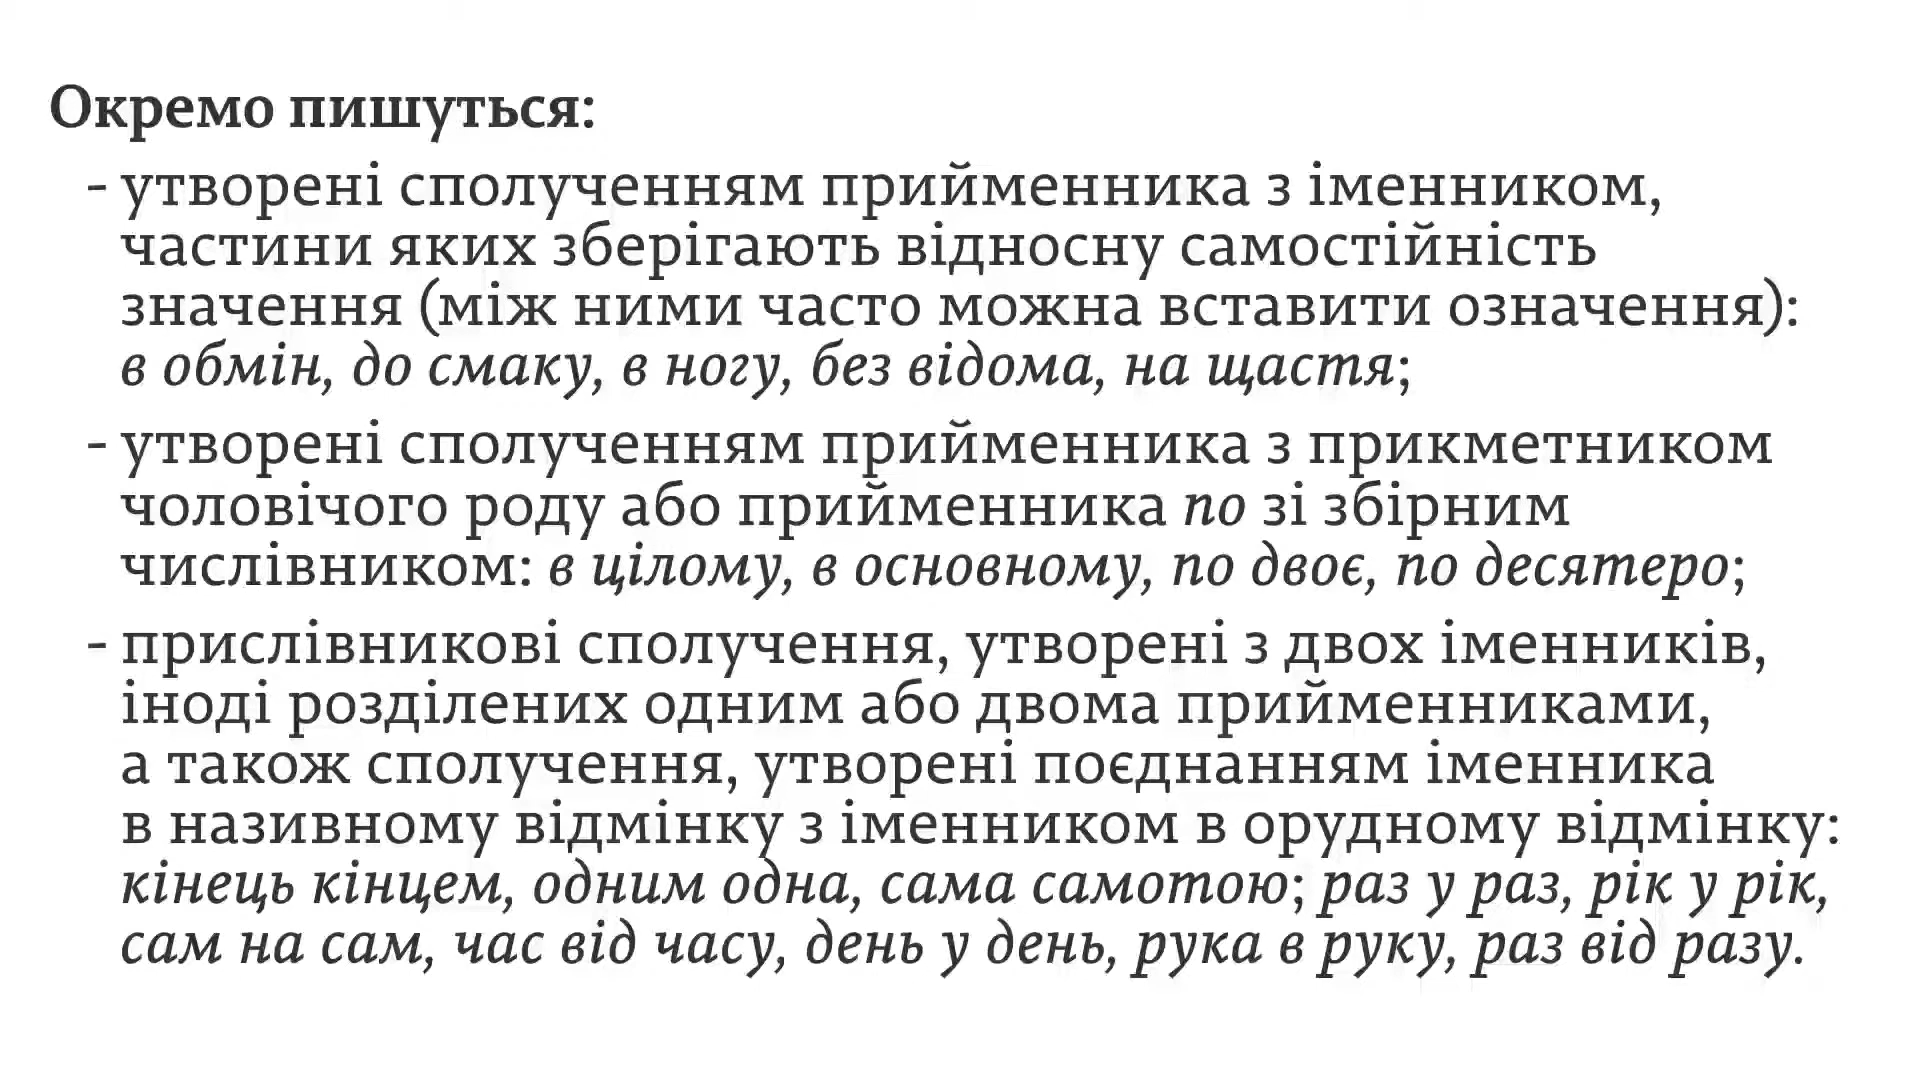 Окремо пишуться:
- утворені сполученням прийменника з іменником,
частини яких зберігають відносну самостійність
значення (між ними часто можна вставити означення):
в обмін, до смаку, в ногу, без відома, на щастя;
- утворені сполученням прийменника з прикметником
чоловічого роду або прийменника по зі збірним
числівником: в цілому, в основному, по двоє, по десятеро;
- прислівникові сполучення, утворені з двох іменників,
іноді розділених одним або двома прийменниками,
а також сполучення, утворені поєднанням іменника
в називному відмінку з іменником в орудному відмінку:
кінець кінцем, одним одна, сама самотою; раз у раз, рік у рік,
сам на сам, час від часу, день у день, рука в руку, раз від разу.